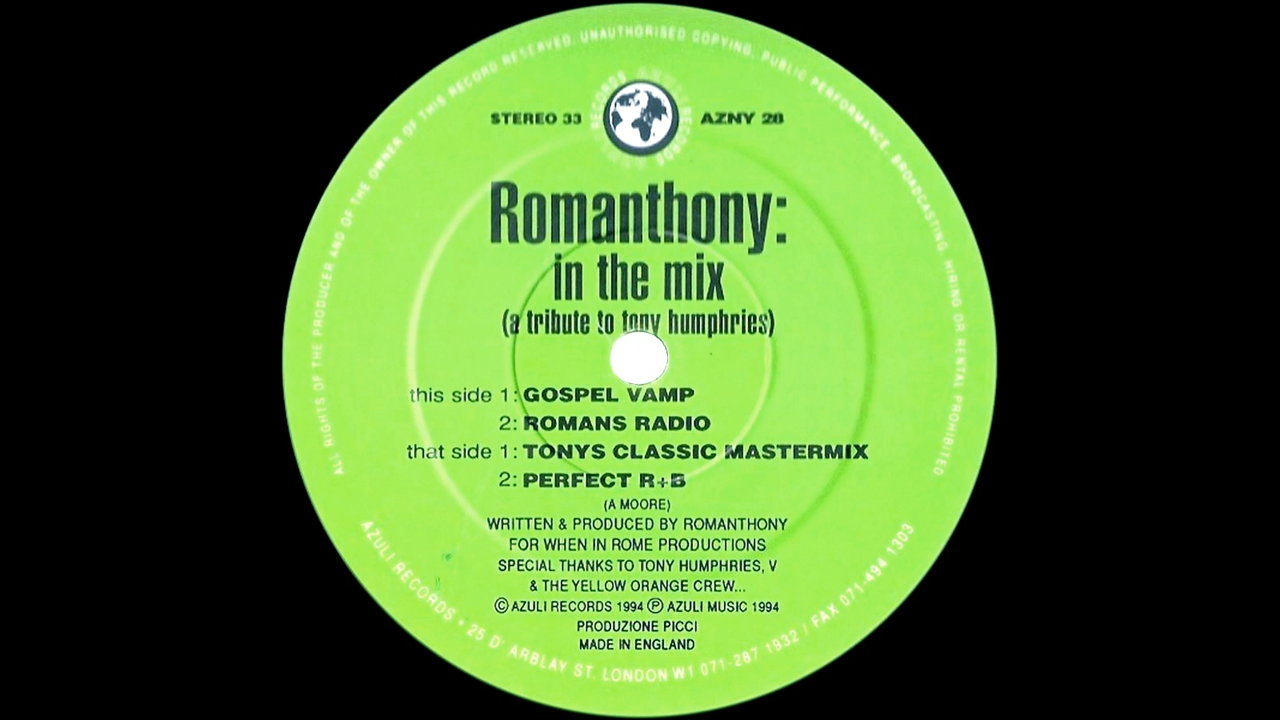 ALL RIGHTS OF THE PRODUCER AND OF THE OWNER OF THIS RECORD RESERVED. UNAUTHORISED COPYING, PUBLIC PERFORMANCE, BROADCASTING, HIRING OR RENTAL PROHIBITED
RECORDS RECORDS
STEREO 33
AZNY 28
Romanthony:
in the mix
(a tribute to tony humphries)
this side 1: GOSPEL VAMP
2: ROMANS RADIO
that side 1: TONYS CLASSIC MASTERMIX
2: PERFECT R+B
(A MOORE)
WRITTEN & PRODUCED BY ROMANTHONY
FOR WHEN IN ROME PRODUCTIONS
SPECIAL THANKS TO TONY HUMPHRIES, V
& THE YELLOW ORANGE CREW...
© AZULI RECORDS 1994 ℗ AZULI MUSIC 1994
PRODUZIONE PICCI
MADE IN ENGLAND
AZULI RECORDS • 25 D' ARBLAY ST. LONDON W1 071-287 1932 / FAX 071-494 1303